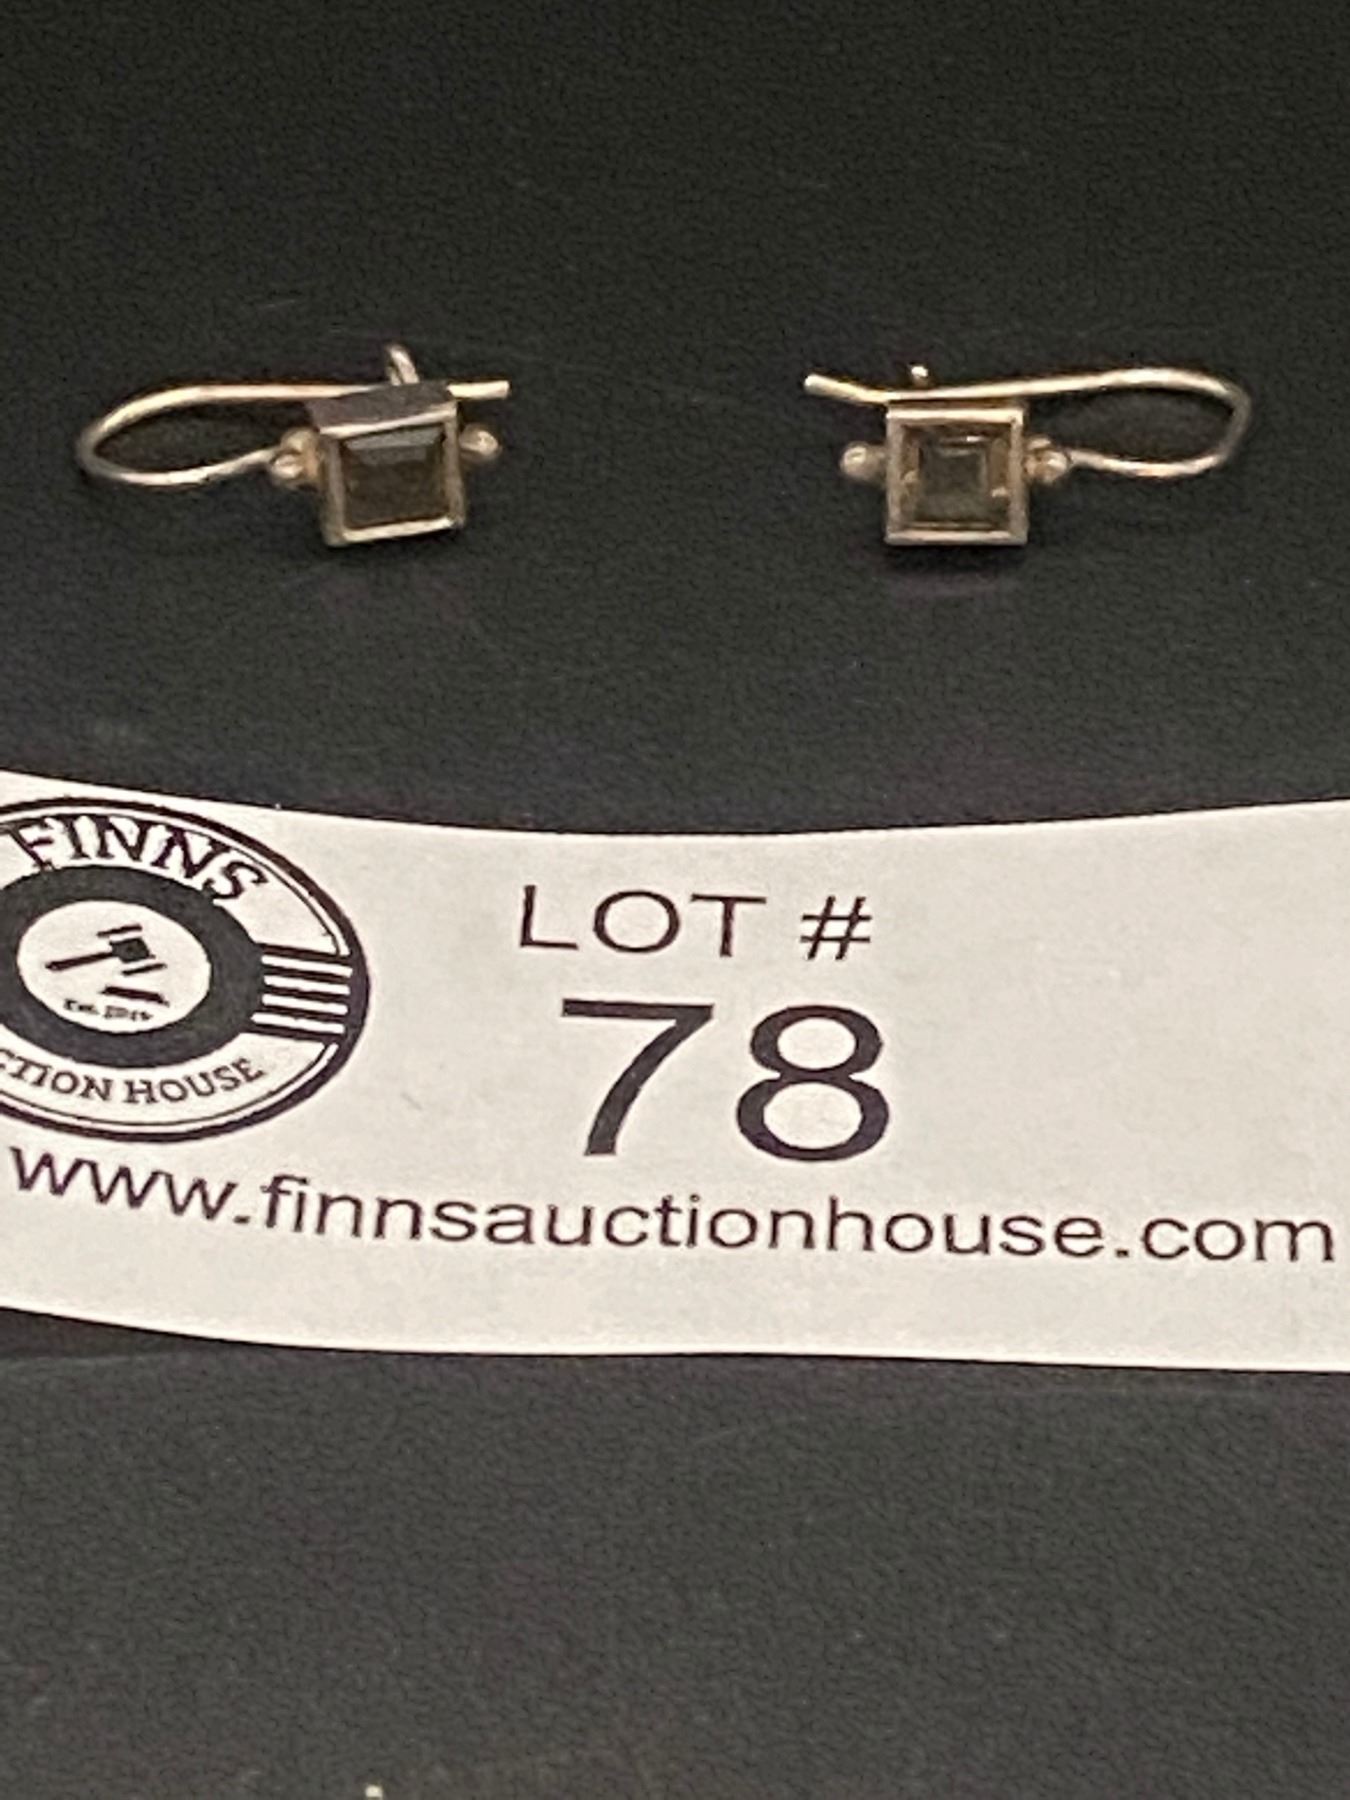 FINNS
LOT #
78
CTION HOUSE
www.finnsauctionhouse.com